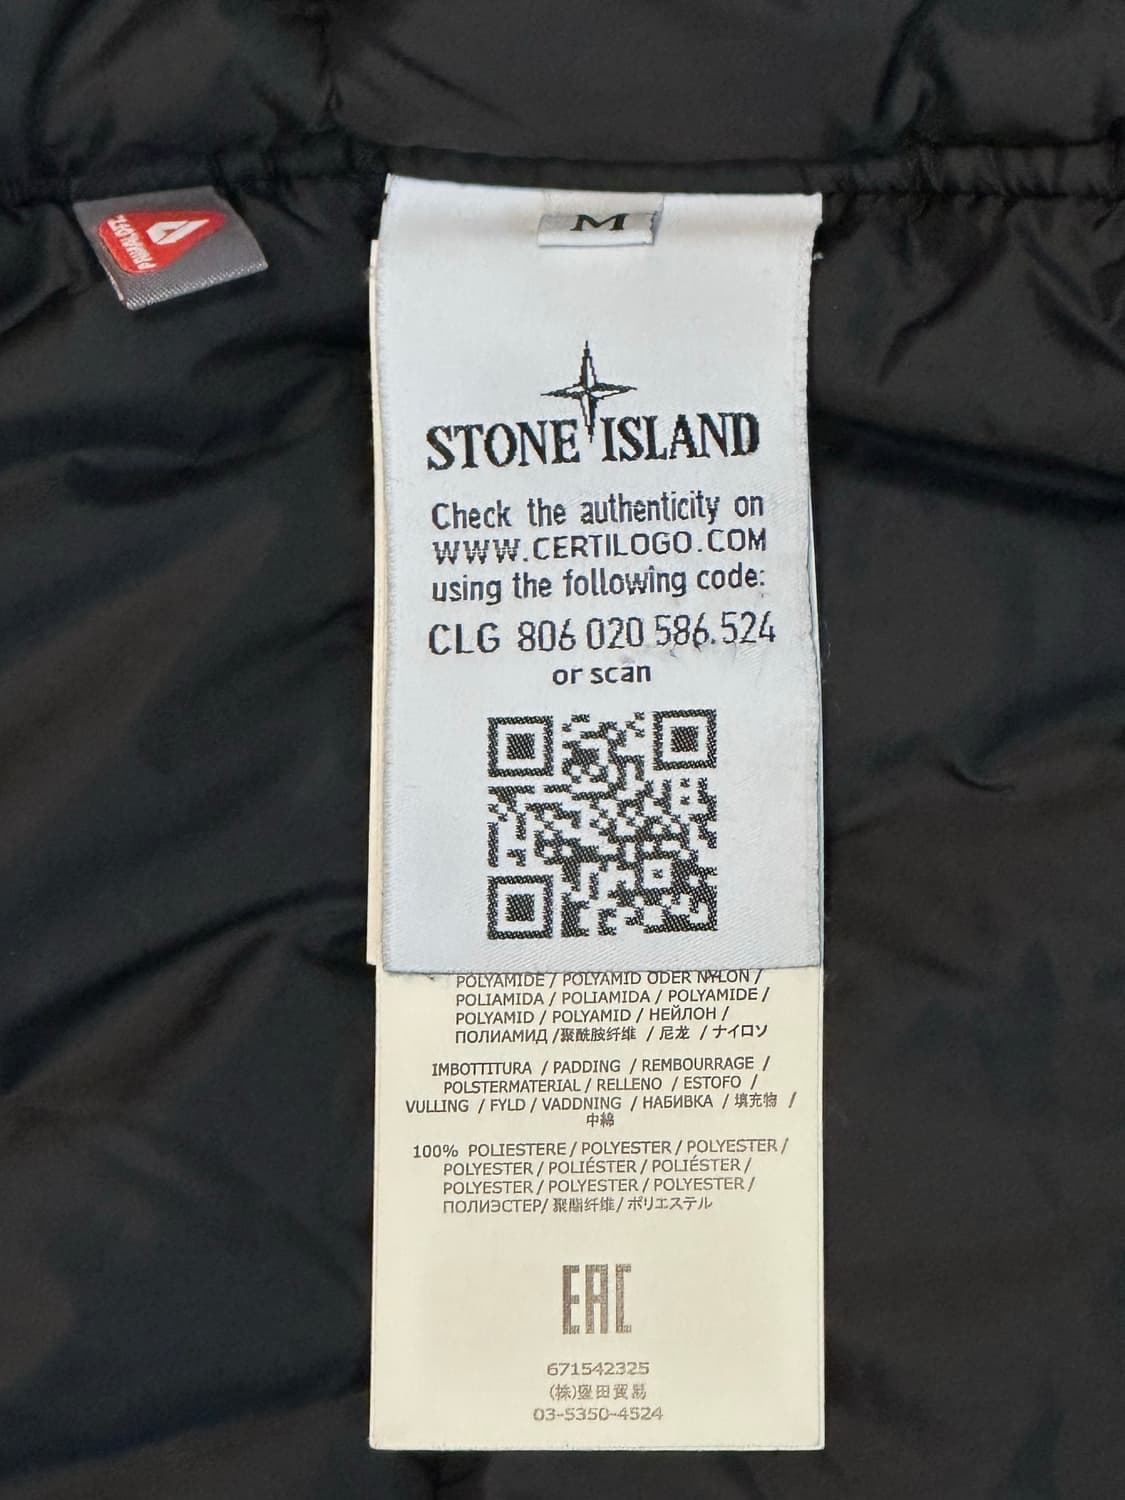 PRIMALOFT
M
STONE ISLAND
Check the authenticity on
WWW.CERTILOGO.COM
using the following code:
CLG 806 020 586.524
or scan
POLYAMIDE / POLYAMID ODER NYLON /
POLIAMIDA / POLIAMIDA / POLYAMIDE /
POLYAMID / POLYAMID / НЕЙЛОН /
ПОЛИАМИД /聚酰胺纤维 / 尼龙 / ナイロン
IMBOTTITURA / PADDING / REMBOURRAGE /
POLSTERMATERIAL / RELLENO / ESTOFO /
VULLING / FYLD / VADDNING / НАБИВКА / 填充物 /
中綿
100% POLIESTERE / POLYESTER / POLYESTER /
POLYESTER / POLIÉSTER / POLIÉSTER /
POLYESTER / POLYESTER / POLYESTER /
ПОЛИЭСТЕР/ 聚酯纤维/ ポリエステル
EAC
671542325
(株)窪田貿易
03-5350-4524